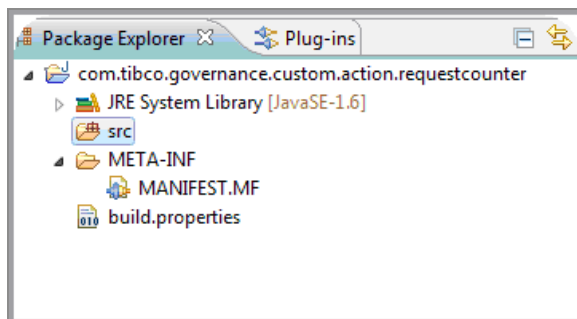 Package Explorer Plug-ins
com.tibco.governance.custom.action.requestcounter
JRE System Library [JavaSE-1.6]
src
META-INF
MANIFEST.MF
010 build.properties